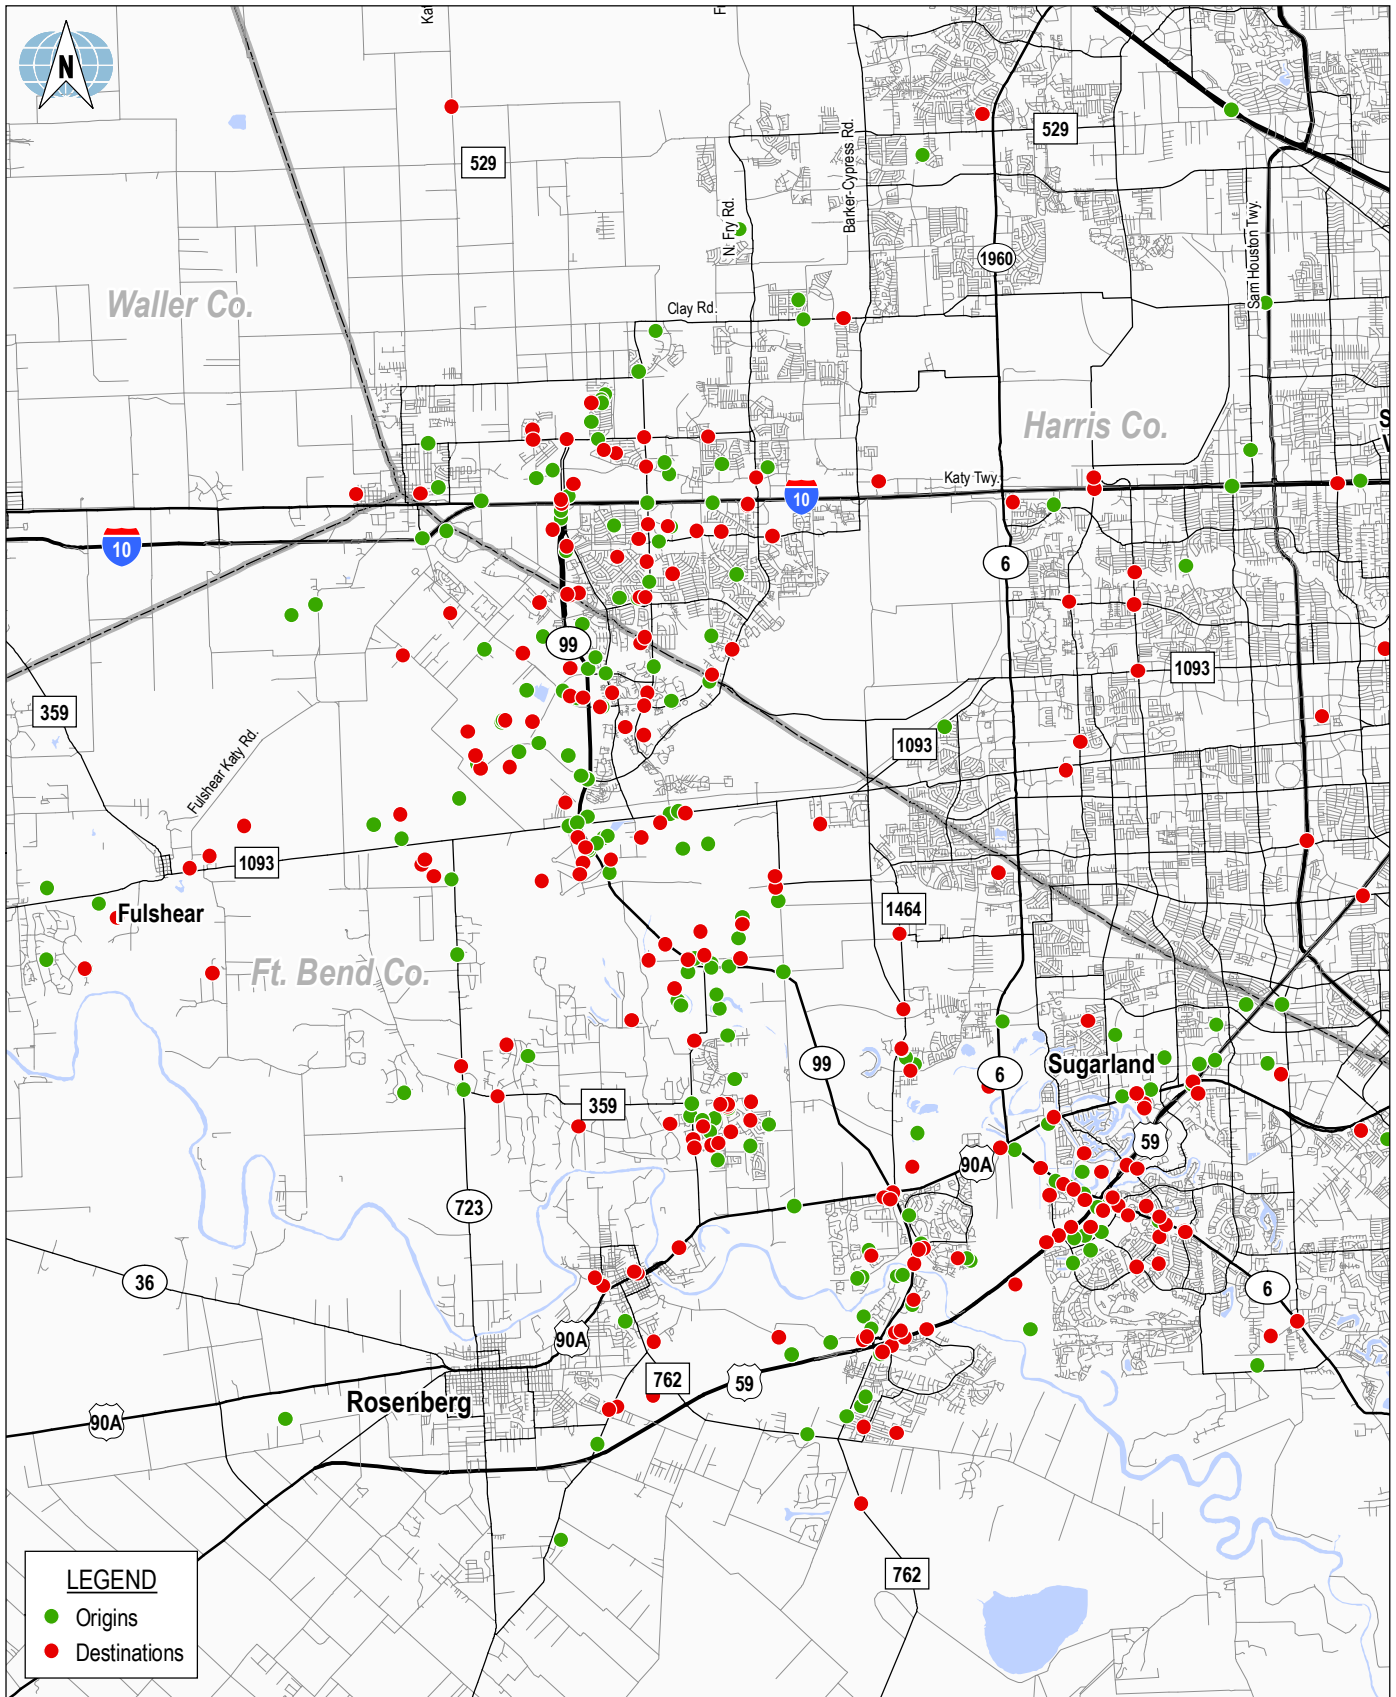 N
529
529
N. Fry Rd.
Barker-Cypress Rd.
1960
Sam Houston Twy.
Waller Co.
Clay Rd.
Harris Co.
Katy Twy.
10
10
6
99
1093
359
Fulshear Katy Rd.
1093
1093
Fulshear
1464
Ft. Bend Co.
99
6
Sugarland
359
59
90A
723
36
6
90A
762
59
Rosenberg
90A
762
LEGEND
Origins
Destinations